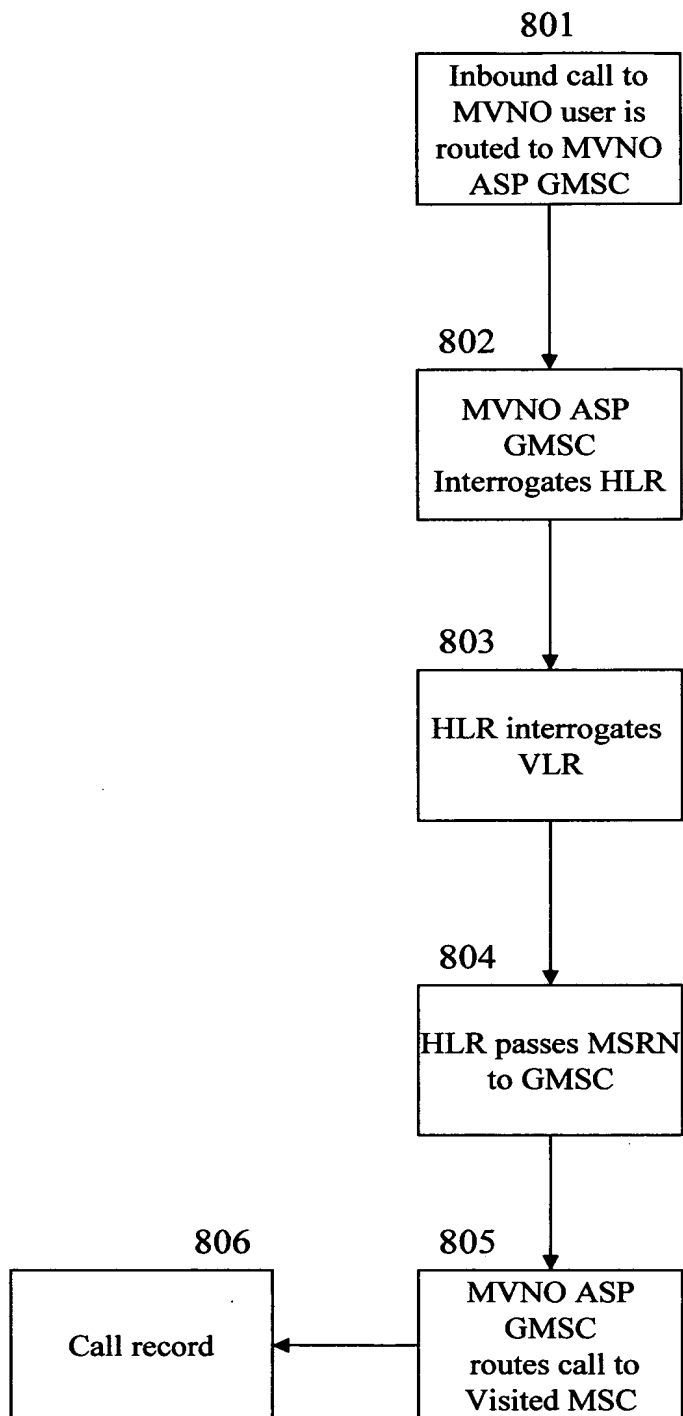 801
Inbound call to
MVNO user is
routed to MVNO
ASP GMSC
802
MVNO ASP
GMSC
Interrogates HLR
803
HLR interrogates
VLR
804
HLR passes MSRN
to GMSC
806
805
Call record
MVNO ASP
GMSC
routes call to
Visited MSC